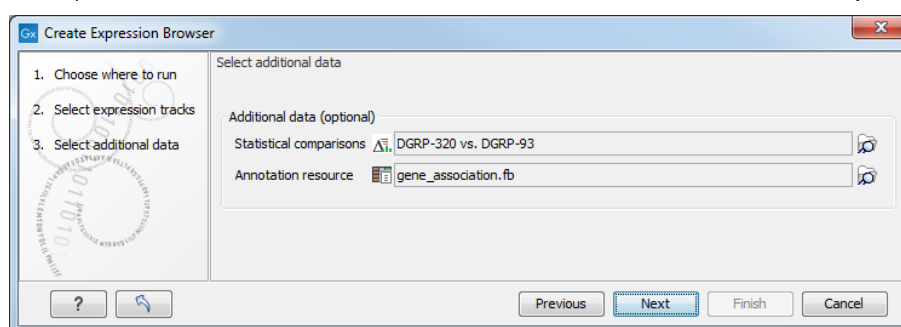 Gx Create Expression Browser
1. Choose where to run
2. Select expression tracks
3. Select additional data
Select additional data
Additional data (optional)
Statistical comparisons DGRP-320 vs. DGRP-93
Annotation resource gene_association.fb
? Previous Next Finish Cancel